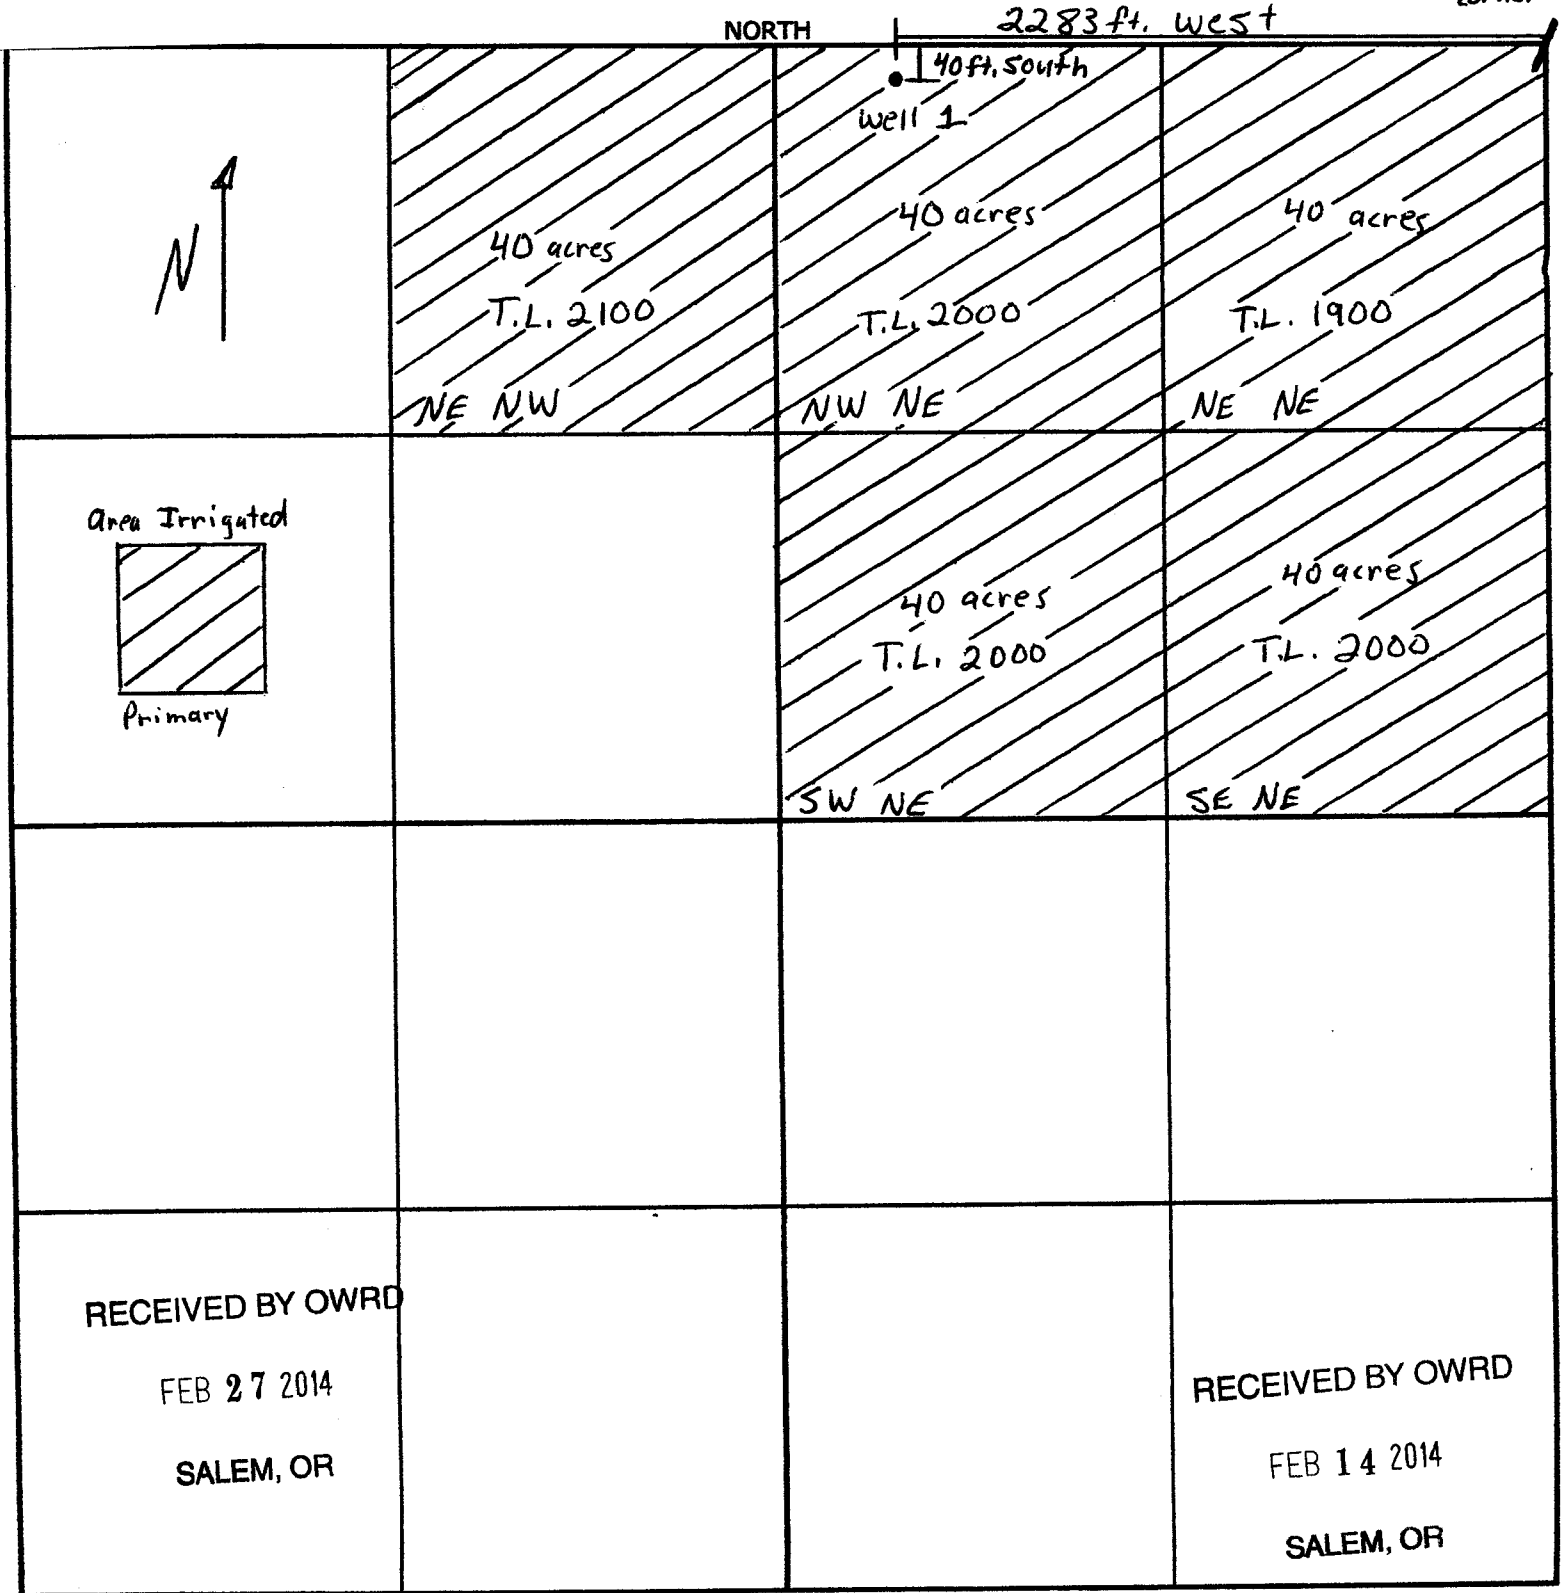 NORTH
2283 ft. west
40 ft. south
well 1
N
40 acres
T.L. 2100
NE NW
40 acres
T.L. 2000
NW NE
40 acres
T.L. 1900
NE NE
Area Irrigated
Primary
40 acres
T.L. 2000
SW NE
40 acres
T.L. 2000
SE NE
RECEIVED BY OWRD
FEB 27 2014
SALEM, OR
RECEIVED BY OWRD
FEB 14 2014
SALEM, OR